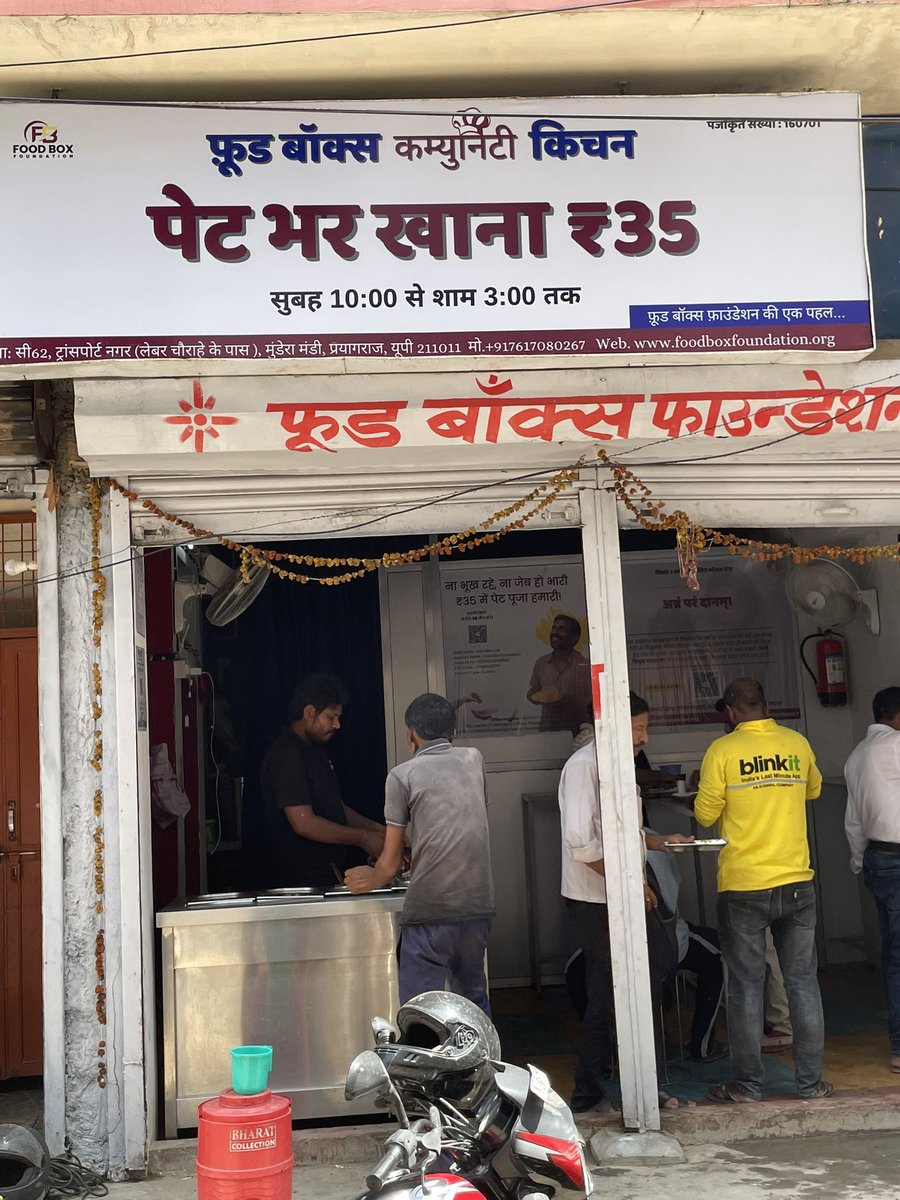 FB
FOOD BOX
FOUNDATION
फ़ूड बॉक्स कम्युनिटी किचन
पंजीकृत संख्या : 160701
पेट भर खाना ₹35
सुबह 10:00 से शाम 3:00 तक
फ़ूड बॉक्स फ़ाउंडेशन की एक पहल...
सी62, ट्रांसपोर्ट नगर (लेबर चौराहे के पास ), मुंडेरा मंडी, प्रयागराज, यूपी 211011 मो.+917617080267 Web. www.foodboxfoundation.org
फूड बॉक्स फाउन्डेशन
ना भूख रहे, ना जेब हो भारी
₹35 में पेट पूजा हमारी!
अन्नं परं दानम्।
blinkit
India's Last Minute App
BHARAT
COLLECTION